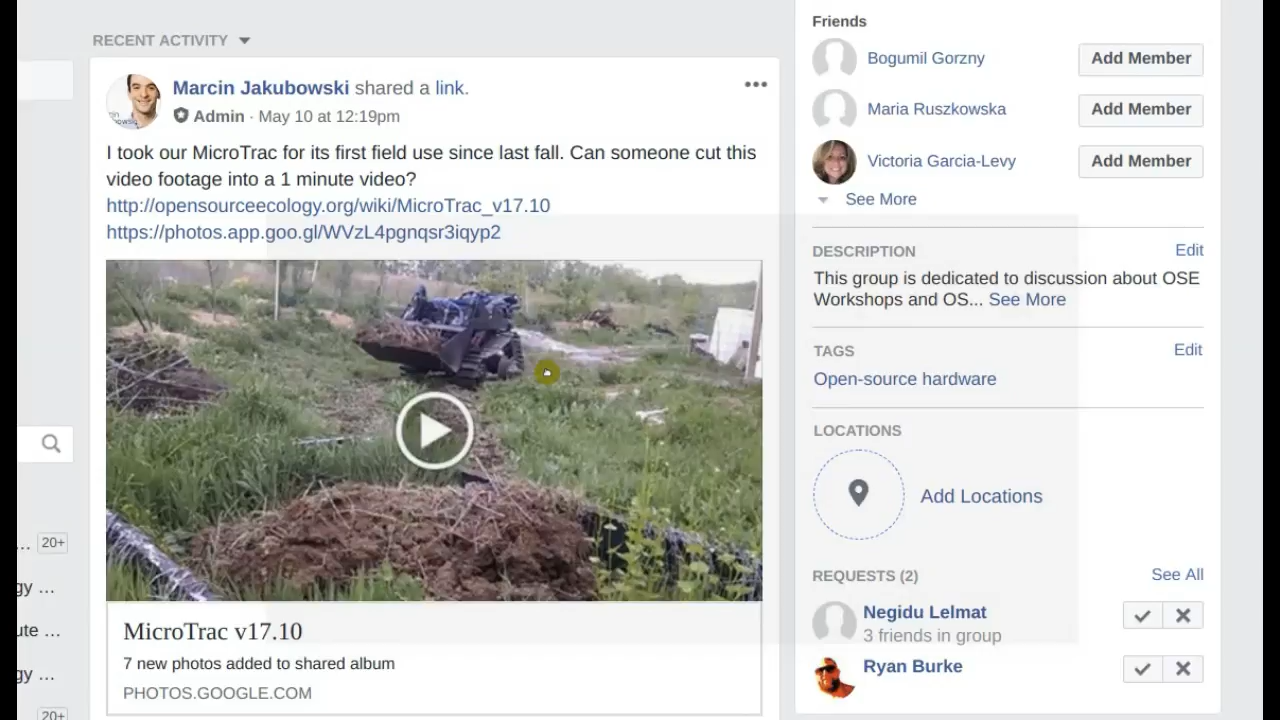 RECENT ACTIVITY
Marcin Jakubowski shared a link.
Admin · May 10 at 12:19pm
I took our MicroTrac for its first field use since last fall. Can someone cut this
video footage into a 1 minute video?
http://opensourceecology.org/wiki/MicroTrac_v17.10
https://photos.app.goo.gl/WVzL4pgnqsr3iqyp2
MicroTrac v17.10
7 new photos added to shared album
PHOTOS.GOOGLE.COM
... 20+
gy ...
ute ...
gy ...
20+
Friends
Bogumil Gorzny Add Member
Maria Ruszkowska Add Member
Victoria Garcia-Levy Add Member
See More
DESCRIPTION Edit
This group is dedicated to discussion about OSE
Workshops and OS... See More
TAGS Edit
Open-source hardware
LOCATIONS
Add Locations
REQUESTS (2) See All
Negidu Lelmat
3 friends in group
Ryan Burke